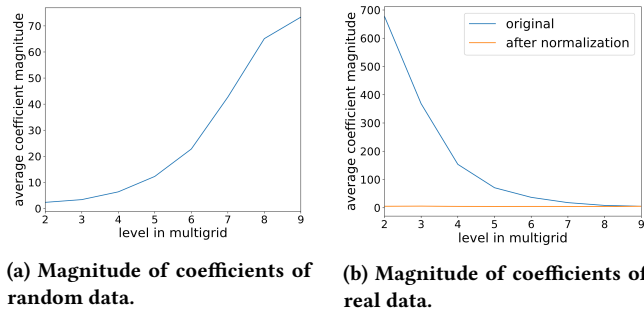 70
60
50
40
30
20
10
0
average coefficient magnitude
2 3 4 5 6 7 8 9
level in multigrid
(a) Magnitude of coefficients of
random data.
700
600
500
400
300
200
100
0
average coefficient magnitude
original
after normalization
2 3 4 5 6 7 8 9
level in multigrid
(b) Magnitude of coefficients of
real data.